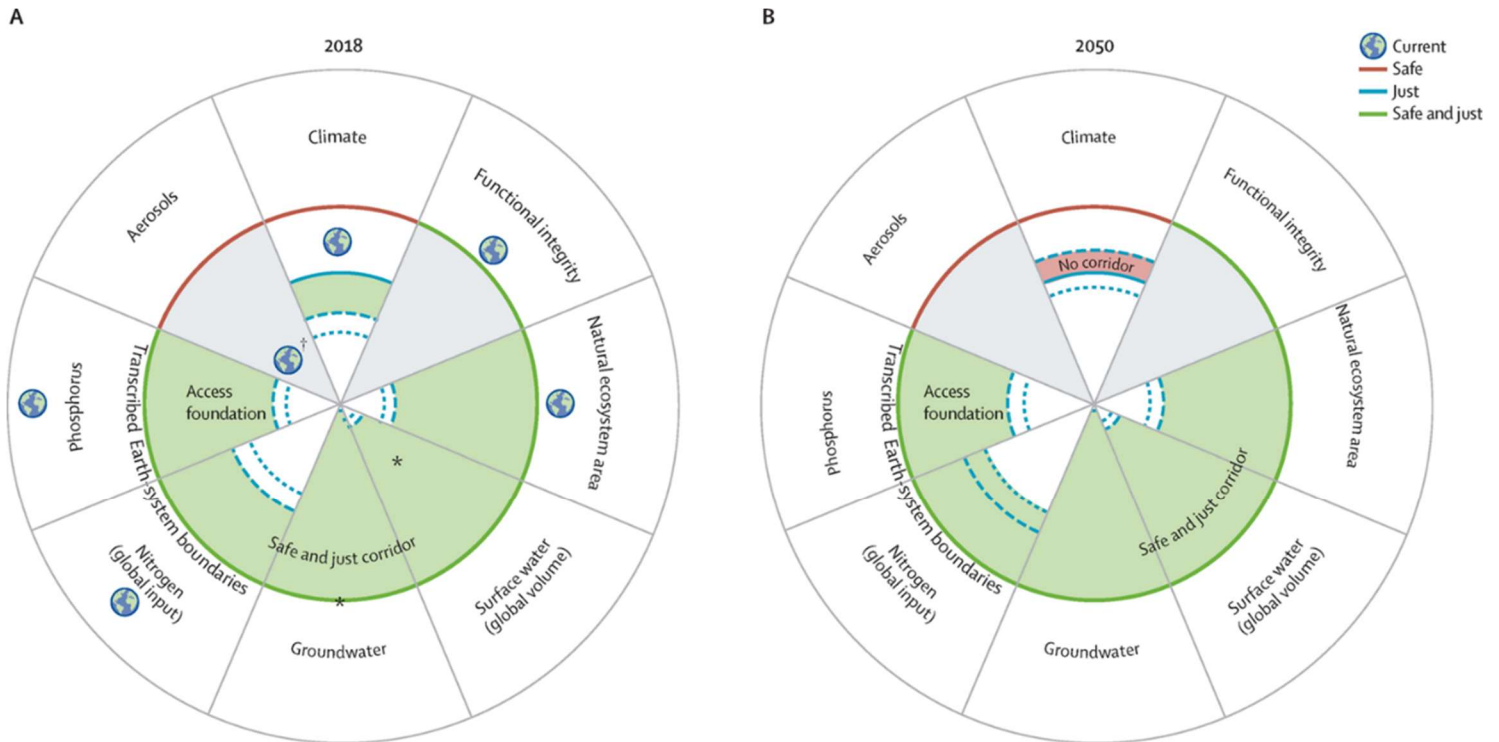 A
2018
Climate
Functional integrity
Natural ecosystem area
Surface water
(global volume)
Groundwater
Nitrogen
(global input)
Phosphorus
Aerosols
†
Access
foundation
Transcribed Earth-system boundaries
*
Safe and just corridor
*
B
2050
Climate
Functional integrity
Natural ecosystem area
Surface water
(global volume)
Groundwater
Nitrogen
(global input)
Phosphorus
Aerosols
No corridor
Access
foundation
Transcribed Earth-system boundaries
Safe and just corridor
Current
Safe
Just
Safe and just